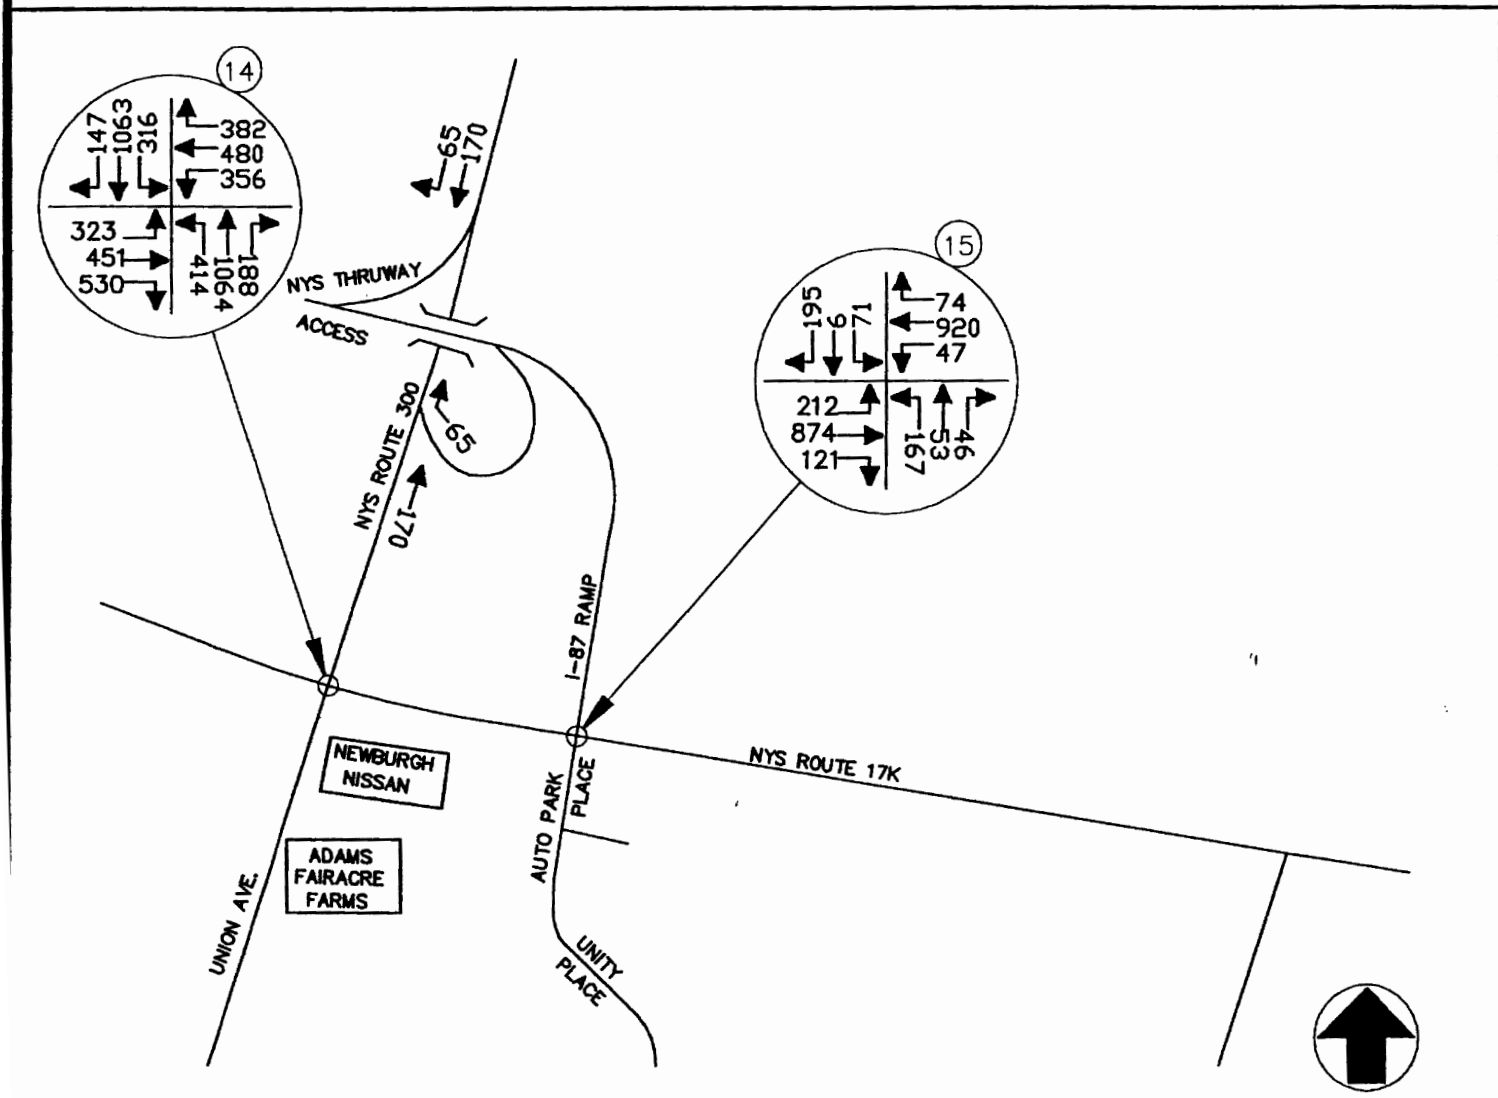 14
147
1063
316
382
480
356
323
451
530
414
1064
188
65
170
NYS THRUWAY
ACCESS
15
195
6
71
74
920
47
212
874
121
167
53
46
NYS ROUTE 300
65
170
I-87 RAMP
NEWBURGH
NISSAN
NYS ROUTE 17K
AUTO PARK
PLACE
ADAMS
FAIRACRE
FARMS
UNION AVE.
UNITY
PLACE